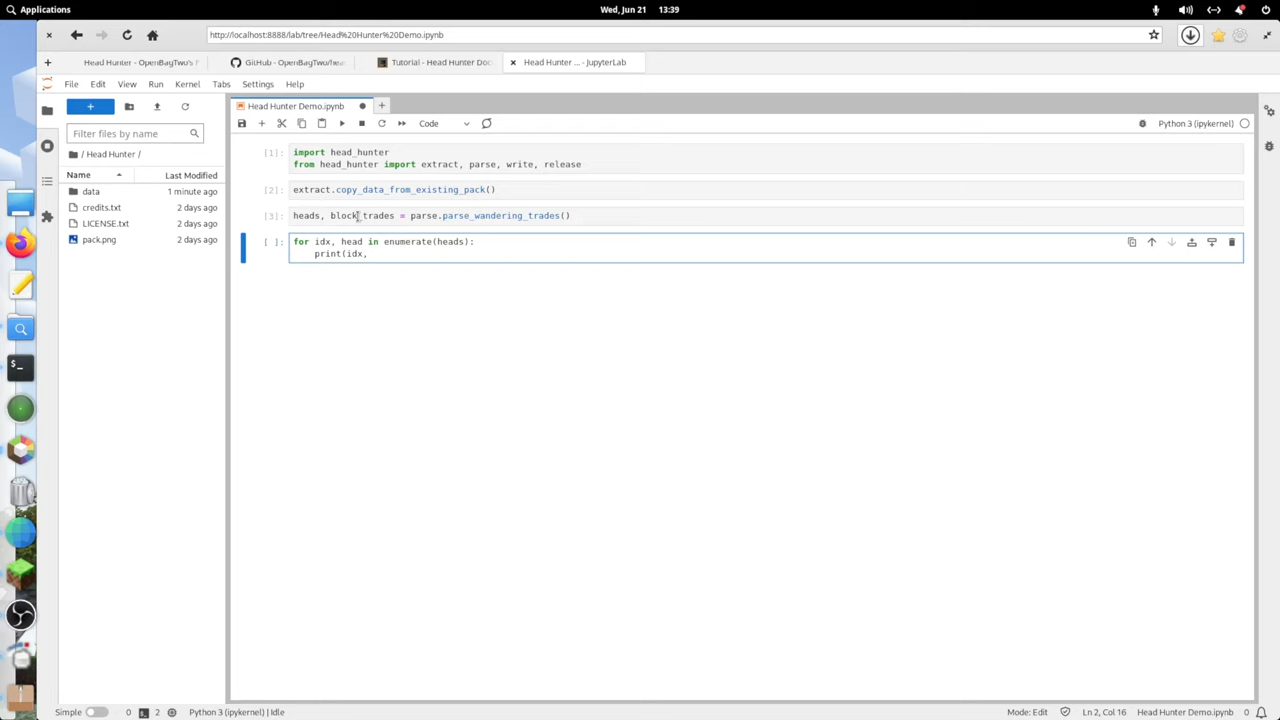 Applications
Wed, Jun 21 13:39
http://localhost:8888/lab/tree/Head%20Hunter%20Demo.ipynb
Head Hunter - OpenBagTwo's
GitHub - OpenBagTwo/hea
Tutorial - Head Hunter Doc
Head Hunter ... - JupyterLab
File Edit View Run Kernel Tabs Settings Help
Head Hunter Demo.ipynb
Filter files by name
Code
Python 3 (ipykernel)
/ Head Hunter /
Name Last Modified
data 1 minute ago
credits.txt 2 days ago
LICENSE.txt 2 days ago
pack.png 2 days ago
[1]: import head_hunter
from head_hunter import extract, parse, write, release
[2]: extract.copy_data_from_existing_pack()
[3]: heads, block_trades = parse.parse_wandering_trades()
[ ]: for idx, head in enumerate(heads):
print(idx,
Simple 0 2 Python 3 (ipykernel) | Idle
Mode: Edit Ln 2, Col 16 Head Hunter Demo.ipynb 0